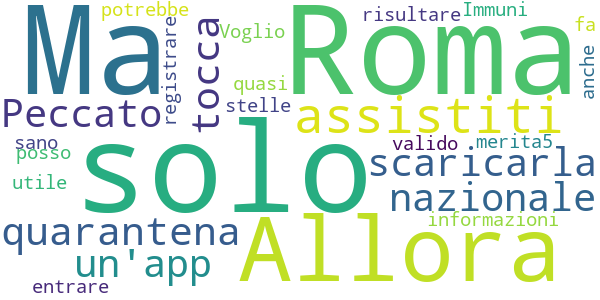 potrebbe
Immuni
risultare
fa
Ma
Roma
Voglio
registrare
tocca
anche
quasi
Peccato
stelle
assistiti
solo
sano
valido
merita5
posso
scaricarla
utile
nazionale
quarantena
Allora
informazioni
un'app
entrare